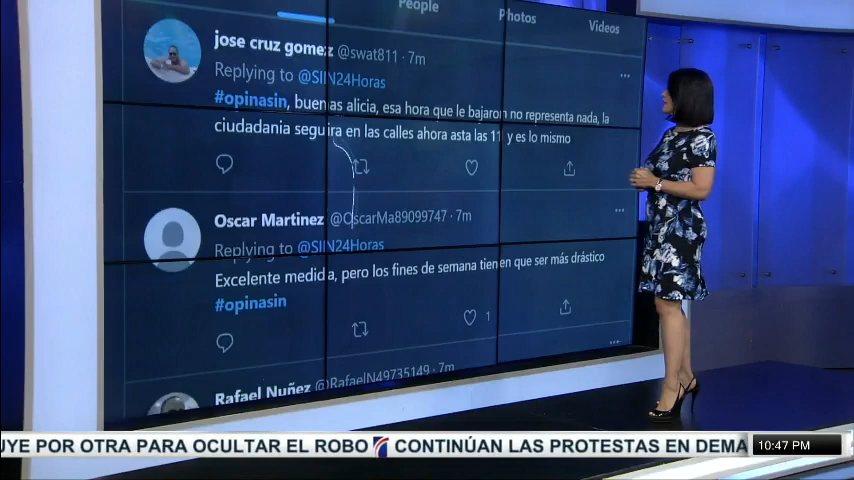 People
Photos
Videos
jose cruz gomez @swat811 · 7m
Replying to @SIN24Horas
#opinasin, buenas alicia, esa hora que le bajaron no representa nada, la
ciudadania seguira en las calles ahora asta las 11 y es lo mismo
Oscar Martinez @OscarMa89099747 · 7m
Replying to @SIN24Horas
Excelente medida, pero los fines de semana tienen que ser más drástico
#opinasin
1
Rafael Nuñez @RafaelN49735149 · 7m
UYE POR OTRA PARA OCULTAR EL ROBO CONTINÚAN LAS PROTESTAS EN DEMA
10:47 PM